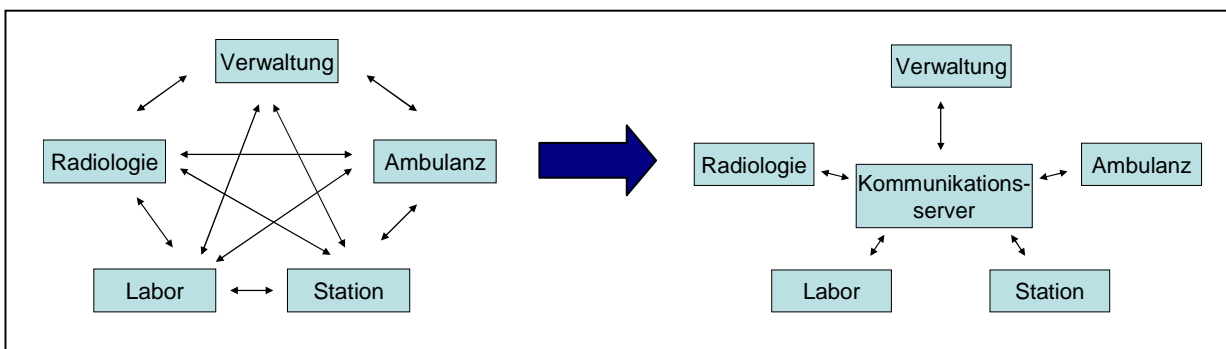 Verwaltung
Radiologie
Ambulanz
Labor
Station
Verwaltung
Radiologie
Kommunikations-
server
Ambulanz
Labor
Station